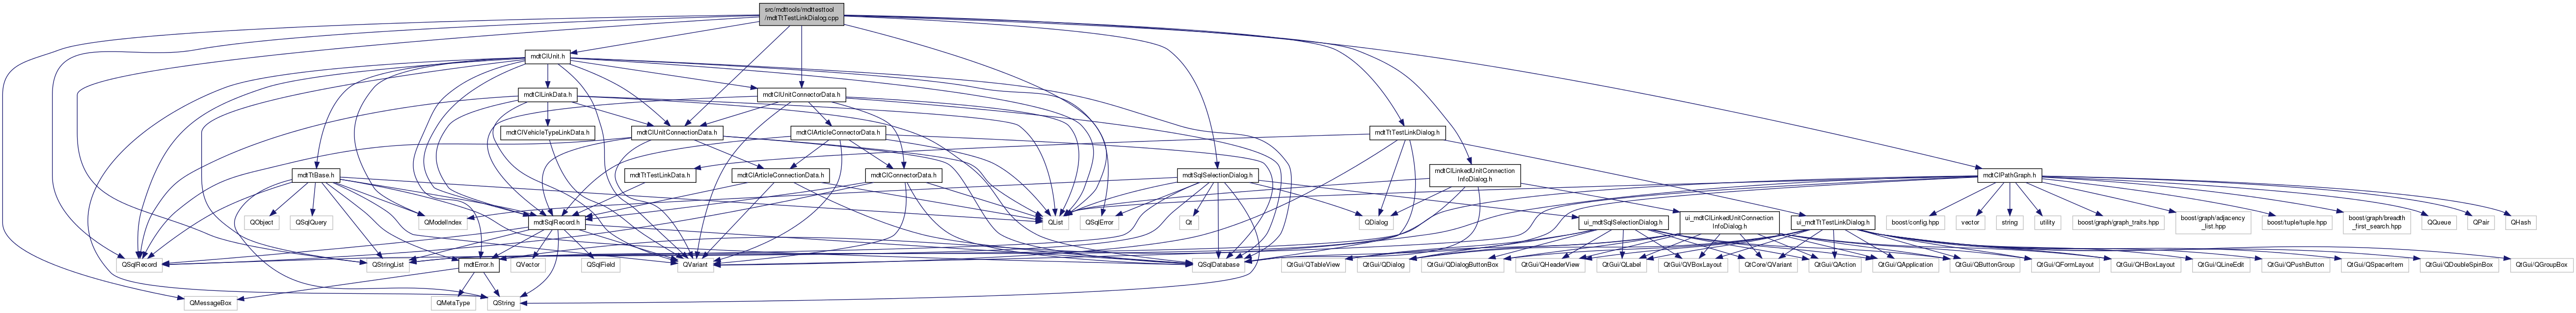 src/mdttools/mdttesttool
/mdtTtTestLinkDialog.cpp
mdtClUnit.h
mdtClLinkData.h
mdtClUnitConnectorData.h
mdtClVehicleTypeLinkData.h
mdtClUnitConnectionData.h
mdtClArticleConnectorData.h
mdtTtTestLinkDialog.h
mdtTtBase.h
mdtTtTestLinkData.h
mdtClArticleConnectionData.h
mdtClConnectorData.h
mdtSqlSelectionDialog.h
mdtClLinkedUnitConnection
InfoDialog.h
mdtClPathGraph.h
QObject
QSqlQuery
QModelIndex
mdtSqlRecord.h
QList
QSqlError
Qt
QDialog
ui_mdtSqlSelectionDialog.h
ui_mdtClLinkedUnitConnection
InfoDialog.h
ui_mdtTtTestLinkDialog.h
boost/config.hpp
vector
string
utility
boost/graph/graph_traits.hpp
boost/graph/adjacency
_list.hpp
boost/tuple/tuple.hpp
boost/graph/breadth
_first_search.hpp
QQueue
QPair
QHash
QSqlRecord
QStringList
mdtError.h
QVector
QSqlField
QVariant
QSqlDatabase
QtGui/QTableView
QtGui/QDialog
QtGui/QDialogButtonBox
QtGui/QHeaderView
QtGui/QLabel
QtGui/QVBoxLayout
QtCore/QVariant
QtGui/QAction
QtGui/QApplication
QtGui/QButtonGroup
QtGui/QFormLayout
QtGui/QHBoxLayout
QtGui/QLineEdit
QtGui/QPushButton
QtGui/QSpacerItem
QtGui/QDoubleSpinBox
QtGui/QGroupBox
QMessageBox
QMetaType
QString